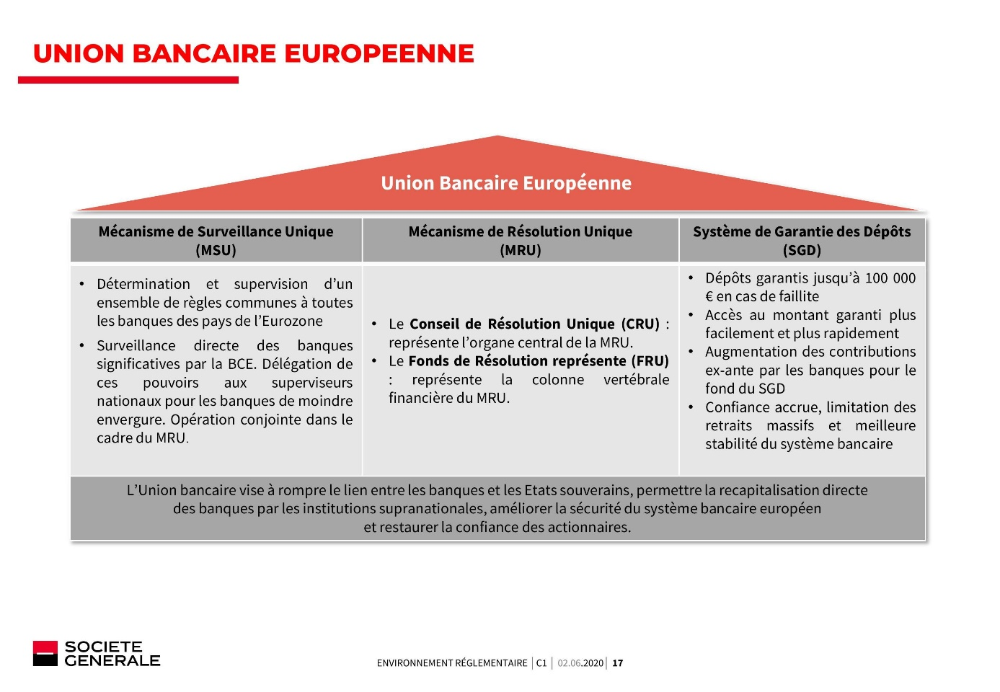 UNION BANCAIRE EUROPEENNE
Union Bancaire Européenne
Mécanisme de Surveillance Unique
(MSU)
• Détermination et supervision d’un
ensemble de règles communes à toutes
les banques des pays de l’Eurozone
• Surveillance directe des banques
significatives par la BCE. Délégation de
ces pouvoirs aux superviseurs
nationaux pour les banques de moindre
envergure. Opération conjointe dans le
cadre du MRU.
Mécanisme de Résolution Unique
(MRU)
• Le Conseil de Résolution Unique (CRU) :
représente l’organe central de la MRU.
• Le Fonds de Résolution représente (FRU)
: représente la colonne vertébrale
financière du MRU.
Système de Garantie des Dépôts
(SGD)
• Dépôts garantis jusqu’à 100 000
€ en cas de faillite
• Accès au montant garanti plus
facilement et plus rapidement
• Augmentation des contributions
ex-ante par les banques pour le
fond du SGD
• Confiance accrue, limitation des
retraits massifs et meilleure
stabilité du système bancaire
L’Union bancaire vise à rompre le lien entre les banques et les Etats souverains, permettre la recapitalisation directe
des banques par les institutions supranationales, améliorer la sécurité du système bancaire européen
et restaurer la confiance des actionnaires.
SOCIETE
GENERALE
ENVIRONNEMENT RÉGLEMENTAIRE | C1 | 02.06.2020 | 17